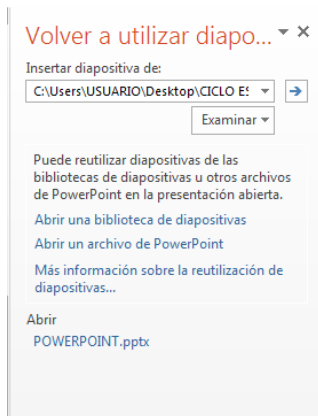 Volver a utilizar diapo...
Insertar diapositiva de:
C:\Users\USUARIO\Desktop\CICLO ES
Examinar
Puede reutilizar diapositivas de las
bibliotecas de diapositivas u otros archivos
de PowerPoint en la presentación abierta.
Abrir una biblioteca de diapositivas
Abrir un archivo de PowerPoint
Más información sobre la reutilización de
diapositivas...
Abrir
POWERPOINT.pptx